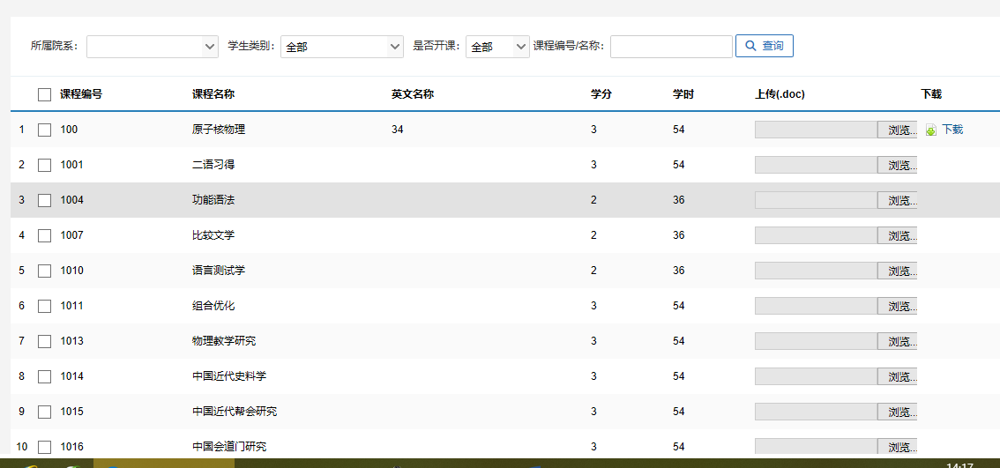 所属院系: 学生类别: 全部 是否开课: 全部 课程编号/名称: 查询
课程编号 课程名称 英文名称 学分 学时 上传(.doc) 下载
1 100 原子核物理 34 3 54 浏览... 下载
2 1001 二语习得 3 54 浏览...
3 1004 功能语法 2 36 浏览...
4 1007 比较文学 2 36 浏览...
5 1010 语言测试学 2 36 浏览...
6 1011 组合优化 3 54 浏览...
7 1013 物理教学研究 3 54 浏览...
8 1014 中国近代史料学 3 54 浏览...
9 1015 中国近代帮会研究 3 54 浏览...
10 1016 中国会道门研究 3 54 浏览...
14:17